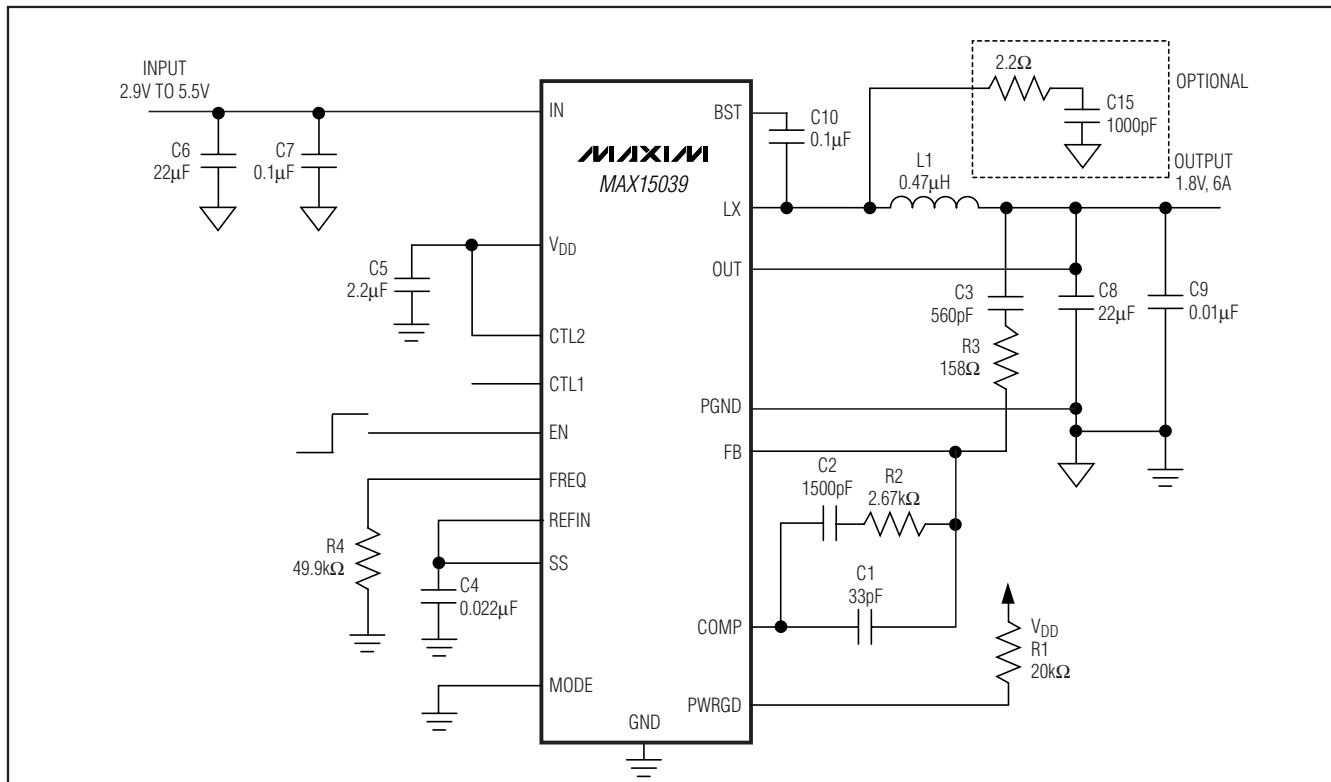 INPUT
2.9V TO 5.5V
C6
22µF
C7
0.1µF
IN
MAXIM
MAX15039
BST
C10
0.1µF
2.2Ω
C15
1000pF
OPTIONAL
OUTPUT
1.8V, 6A
L1
0.47µH
LX
VDD
C5
2.2µF
OUT
C3
560pF
C8
22µF
C9
0.01µF
CTL2
R3
158Ω
CTL1
PGND
EN
FB
FREQ
C2
1500pF
R2
2.67kΩ
REFIN
R4
49.9kΩ
SS
C4
0.022µF
C1
33pF
COMP
VDD
R1
20kΩ
MODE
PWRGD
GND